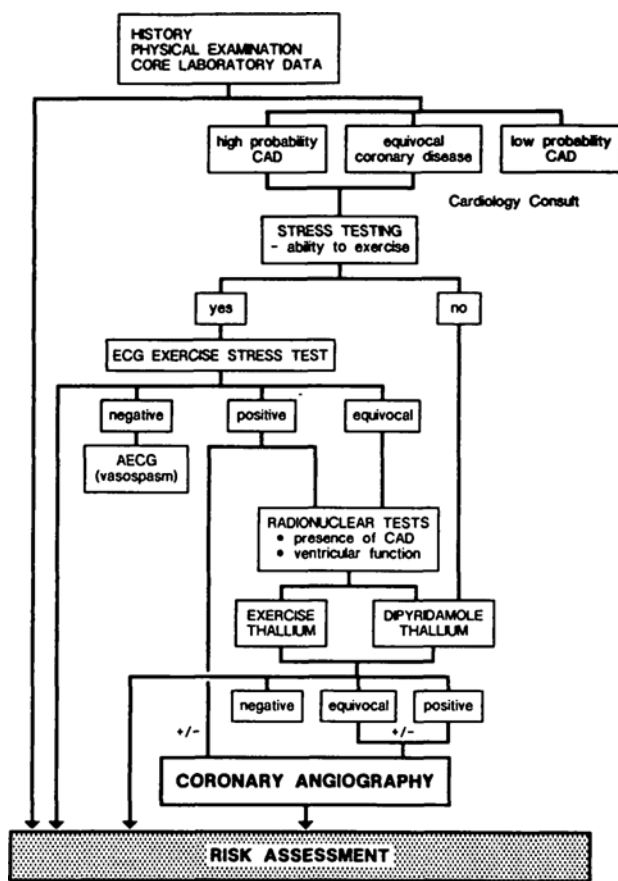 HISTORY
PHYSICAL EXAMINATION
CORE LABORATORY DATA
high probability
CAD
equivocal
coronary disease
low probability
CAD
Cardiology Consult
STRESS TESTING
- ability to exercise
yes
no
ECG EXERCISE STRESS TEST
negative
positive
equivocal
AECG
(vasospasm)
RADIONUCLEAR TESTS
• presence of CAD
• ventricular function
EXERCISE
THALLIUM
DIPYRIDAMOLE
THALLIUM
negative
equivocal
positive
+/-
+/-
CORONARY ANGIOGRAPHY
RISK ASSESSMENT